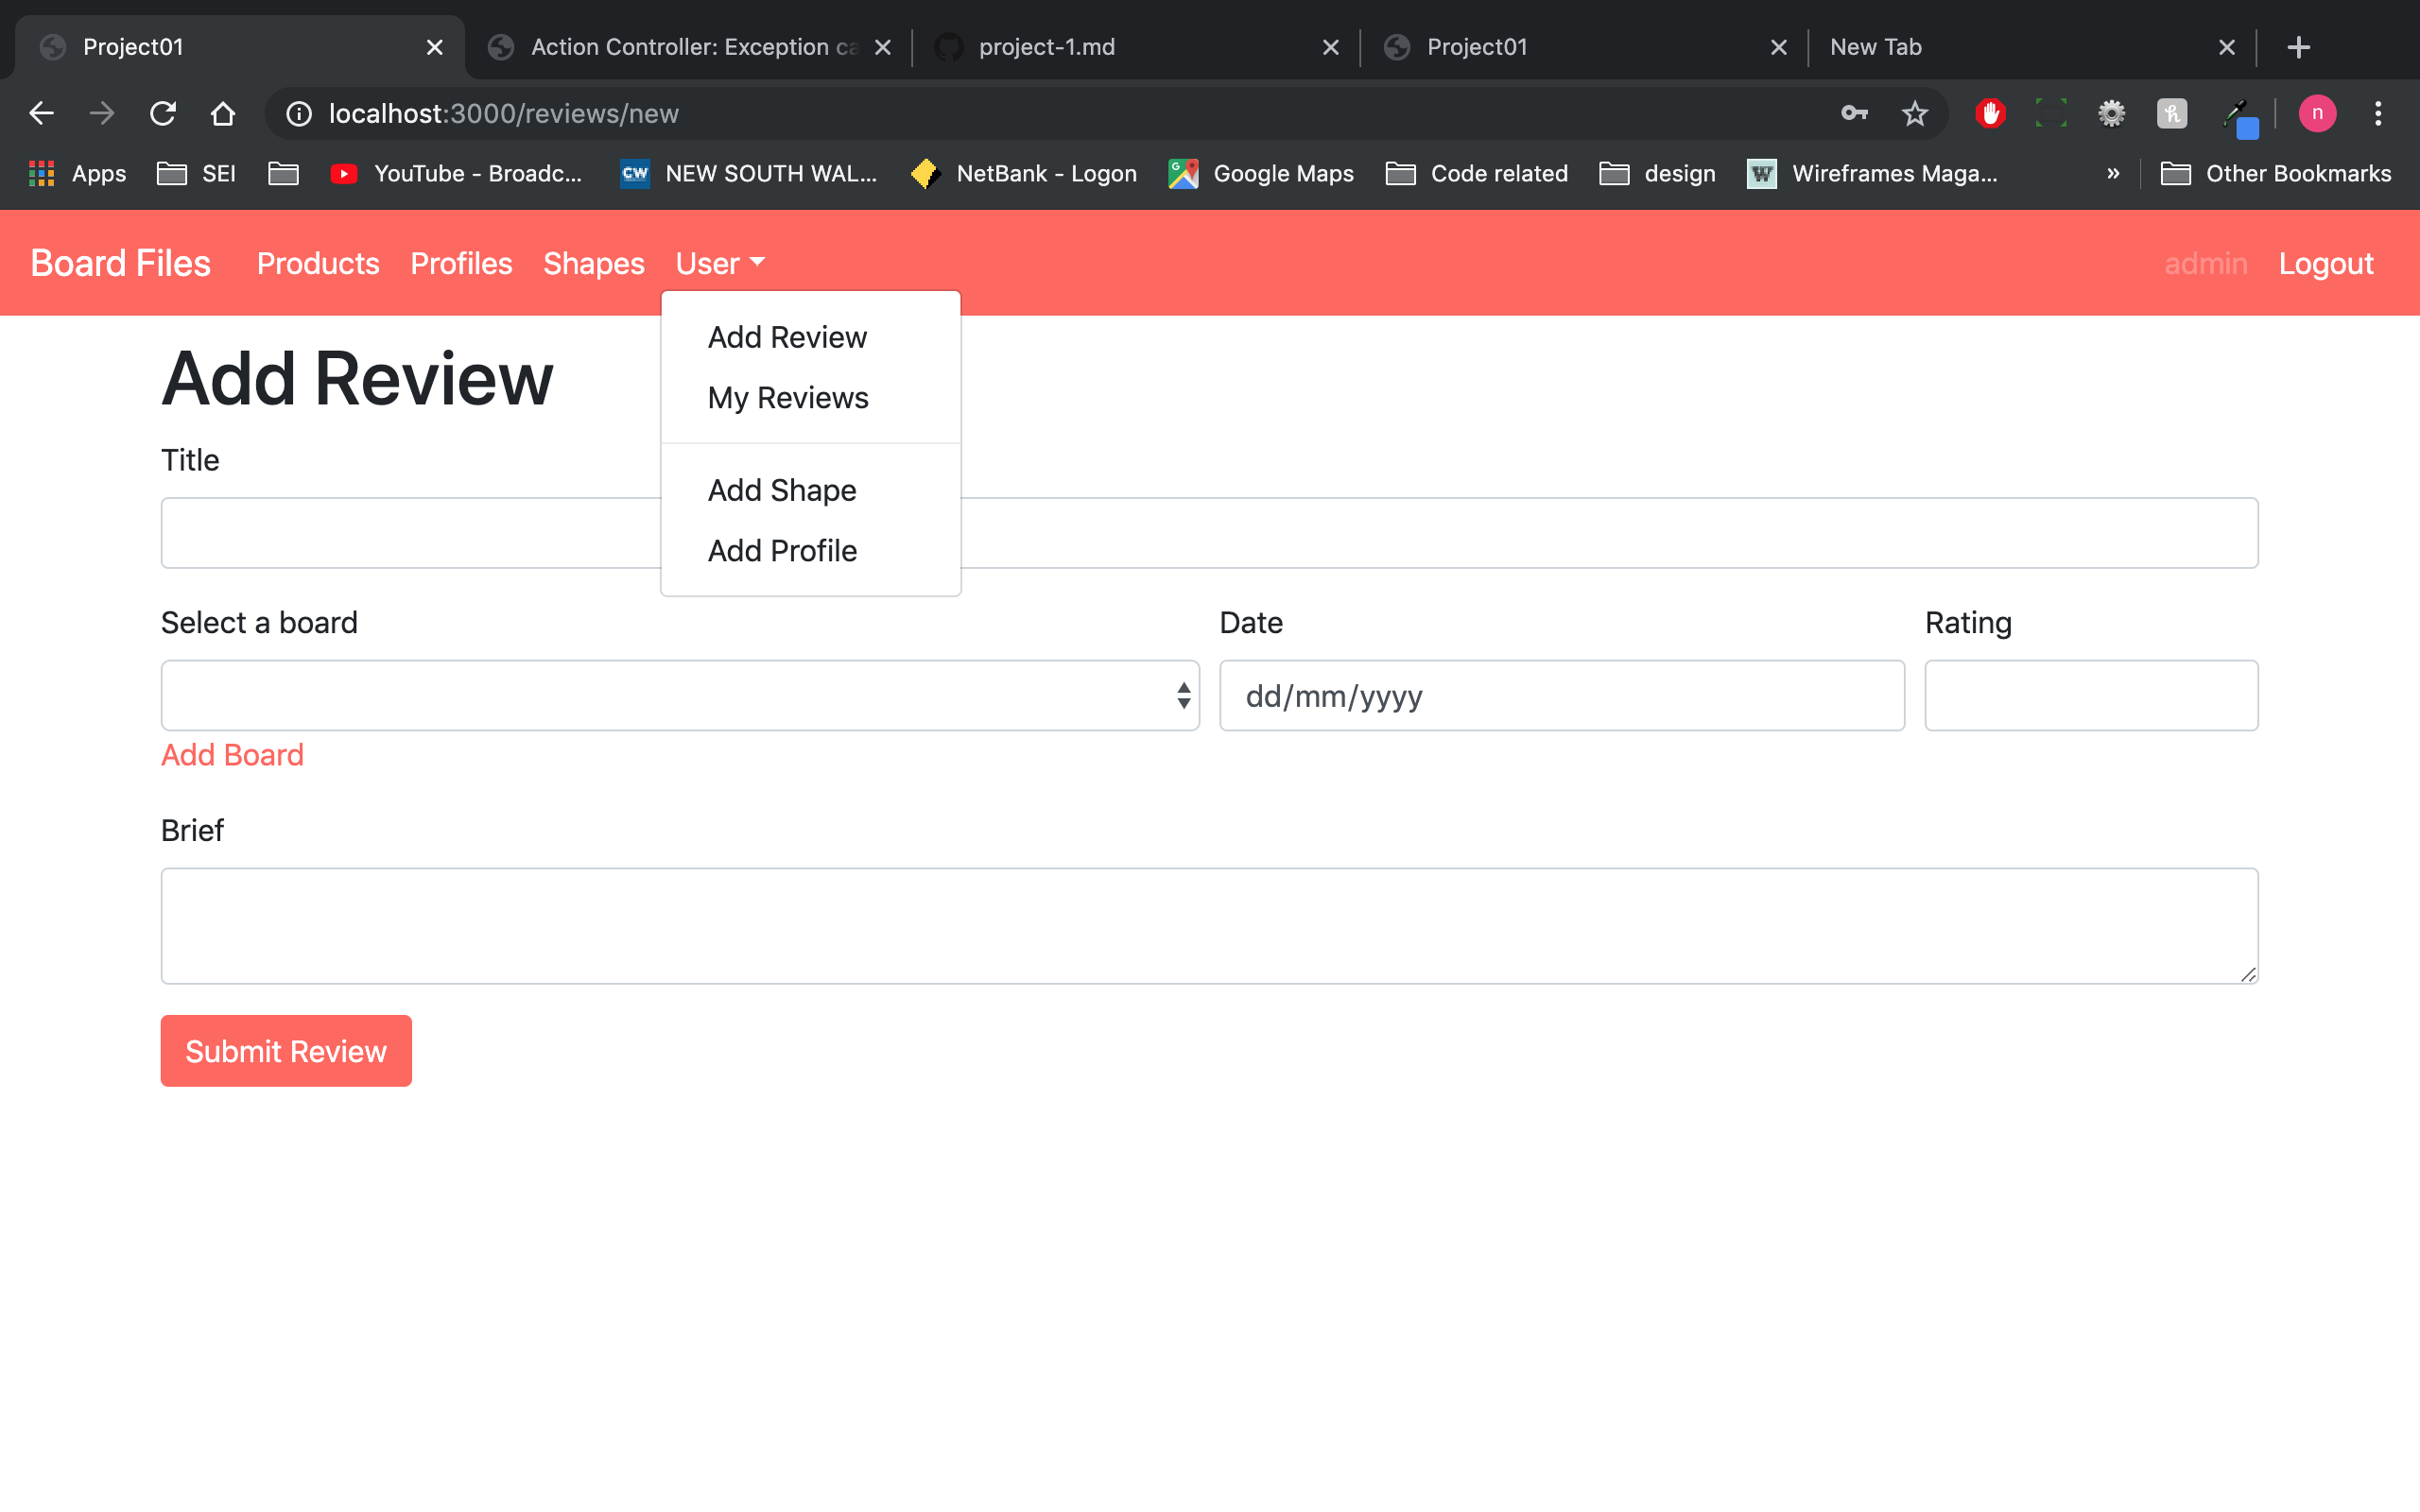 Project01 Action Controller: Exception ca project-1.md Project01 New Tab
localhost:3000/reviews/new n
Apps SEI YouTube - Broadc... CW NEW SOUTH WAL... NetBank - Logon Google Maps Code related design W Wireframes Maga... » Other Bookmarks
Board Files Products Profiles Shapes User admin Logout
Add Review
My Reviews
Add Shape
Add Profile
Add Review
Title
Select a board Date Rating
dd/mm/yyyy
Add Board
Brief
Submit Review